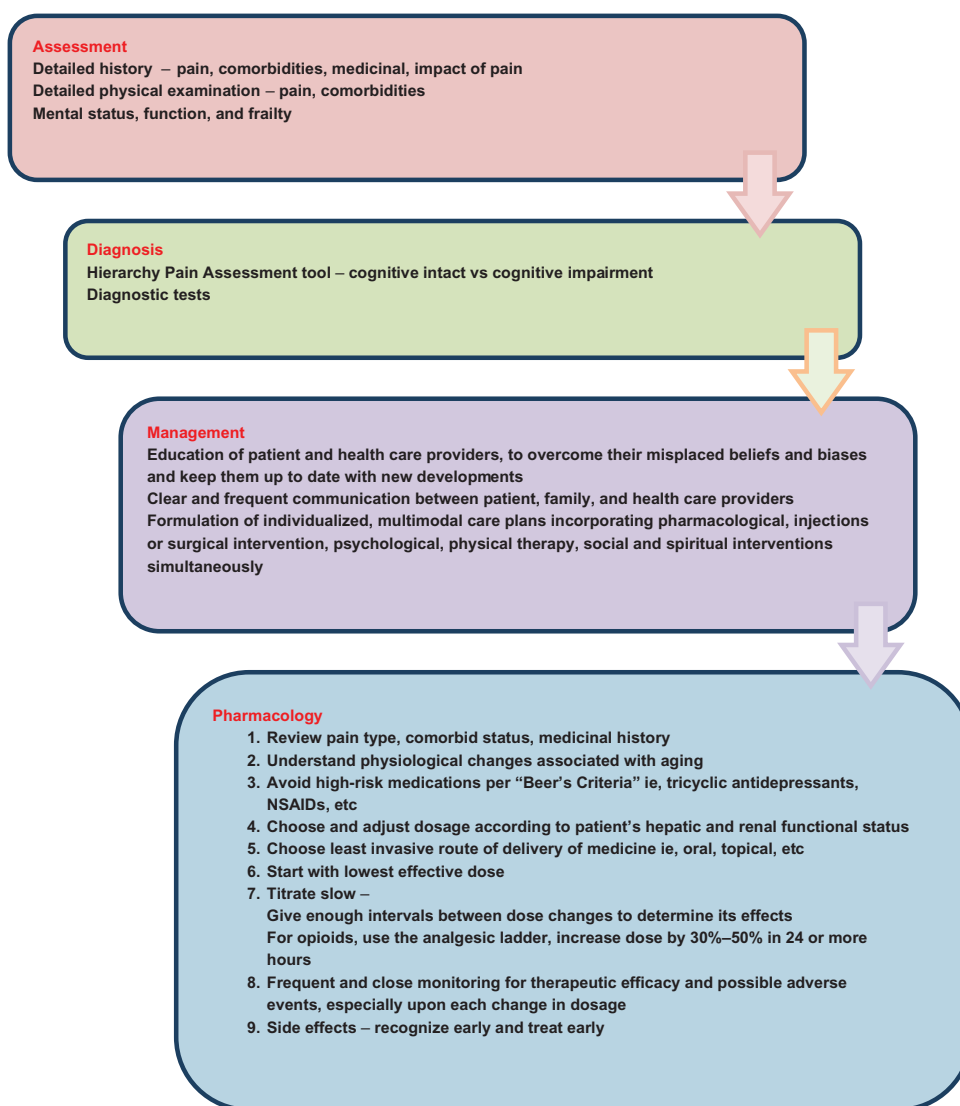 Assessment
Detailed history – pain, comorbidities, medicinal, impact of pain
Detailed physical examination – pain, comorbidities
Mental status, function, and frailty
Diagnosis
Hierarchy Pain Assessment tool – cognitive intact vs cognitive impairment
Diagnostic tests
Management
Education of patient and health care providers, to overcome their misplaced beliefs and biases
and keep them up to date with new developments
Clear and frequent communication between patient, family, and health care providers
Formulation of individualized, multimodal care plans incorporating pharmacological, injections
or surgical intervention, psychological, physical therapy, social and spiritual interventions
simultaneously
Pharmacology
1. Review pain type, comorbid status, medicinal history
2. Understand physiological changes associated with aging
3. Avoid high-risk medications per “Beer’s Criteria” ie, tricyclic antidepressants,
NSAIDs, etc
4. Choose and adjust dosage according to patient’s hepatic and renal functional status
5. Choose least invasive route of delivery of medicine ie, oral, topical, etc
6. Start with lowest effective dose
7. Titrate slow –
Give enough intervals between dose changes to determine its effects
For opioids, use the analgesic ladder, increase dose by 30%–50% in 24 or more
hours
8. Frequent and close monitoring for therapeutic efficacy and possible adverse
events, especially upon each change in dosage
9. Side effects – recognize early and treat early